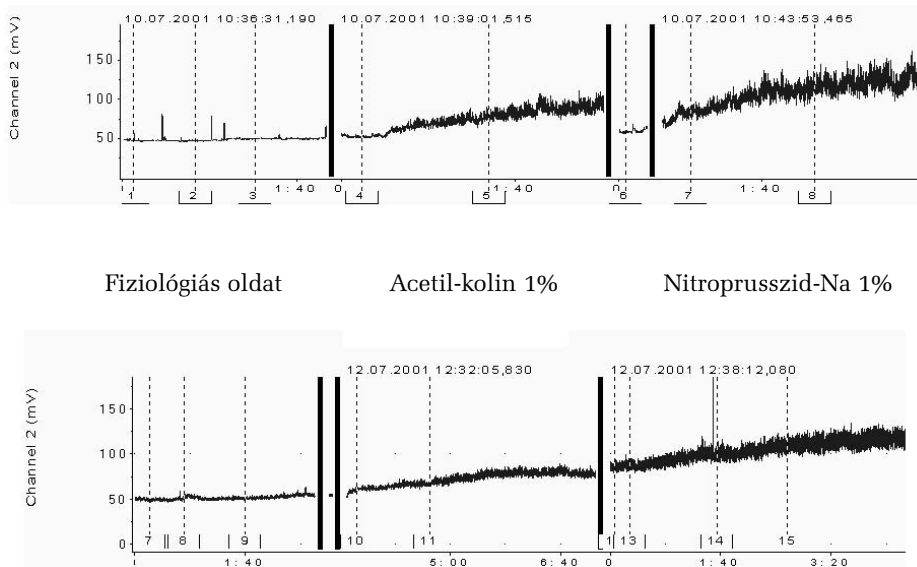 10.07.2001 10:36:31,190 10.07.2001 10:39:01,515 10.07.2001 10:43:53,465
Channel 2 (mV)
150
100
50
1:40 0 1:40 1:40
1 2 3 4 5 6 7 8
Fiziológiás oldat Acetil-kolin 1% Nitroprusszid-Na 1%
12.07.2001 12:32:05,830 12.07.2001 12:38:12,080
Channel 2 (mV)
150
100
50
0
7 8 9 10 11 1 13 14 15
1:40 5:00 6:40 0 1:40 3:20